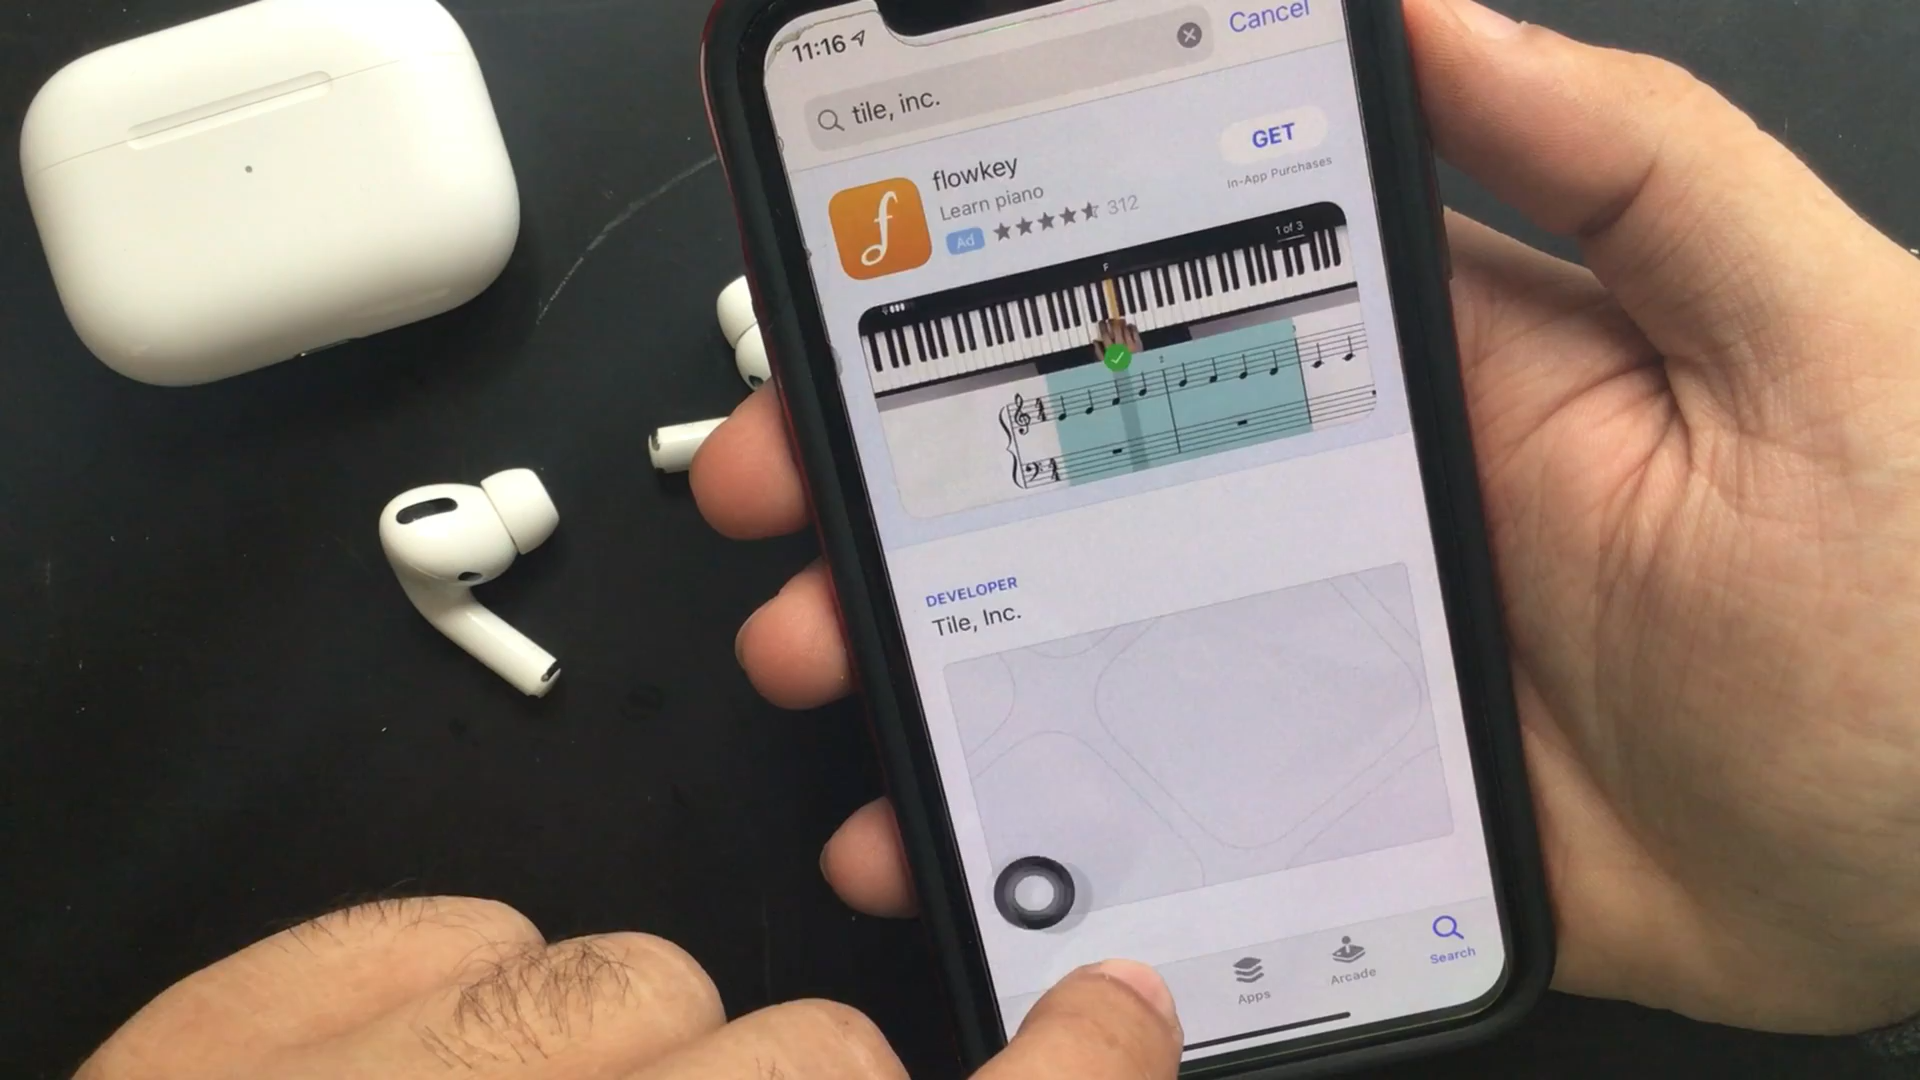 11:16
tile, inc.
Cancel
flowkey
Learn piano
Ad
312
GET
In-App Purchases
1 of 3
F
2
DEVELOPER
Tile, Inc.
Apps
Arcade
Search